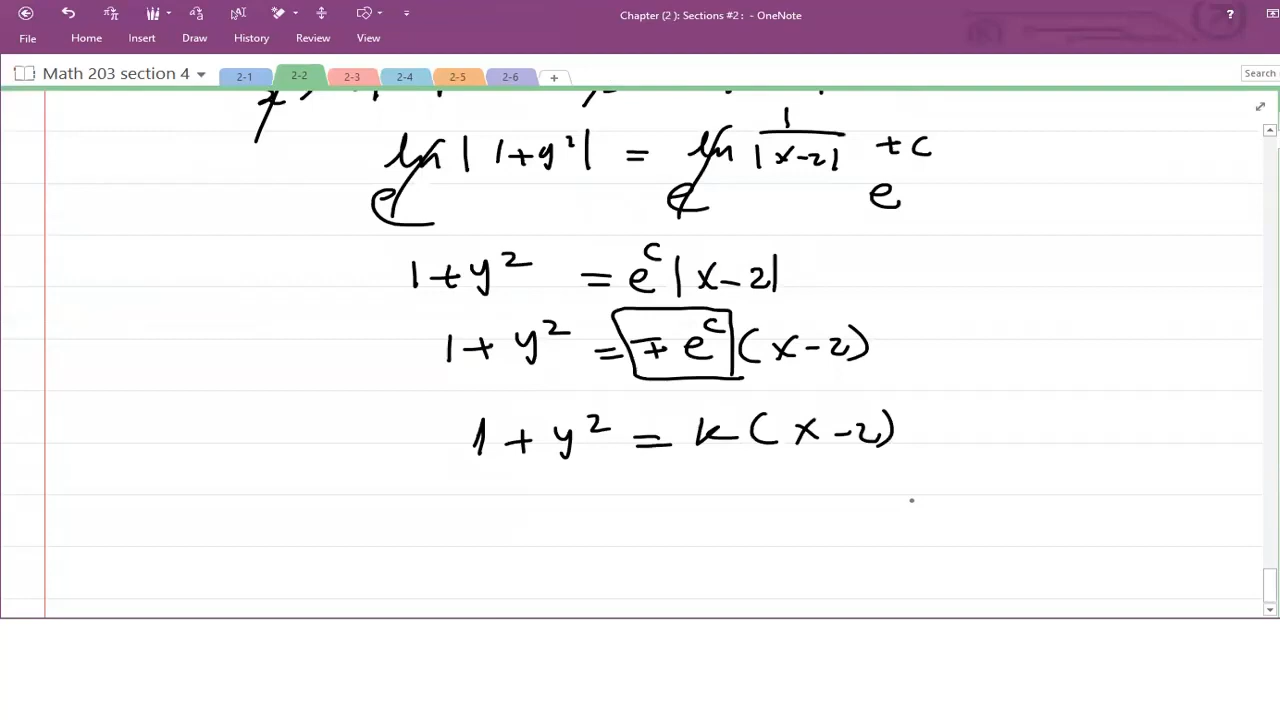 Chapter (2 ): Sections #2: - OneNote
?
File Home Insert Draw History Review View
Math 203 section 4
2-1 2-2 2-3 2-4 2-5 2-6 +
Search
ln |1+y²| = ln 1/|x-2| + c
e e e
1+y² = e^c |x-2|
1+y² = ∓ e^c (x-2)
1+y² = k(x-2)